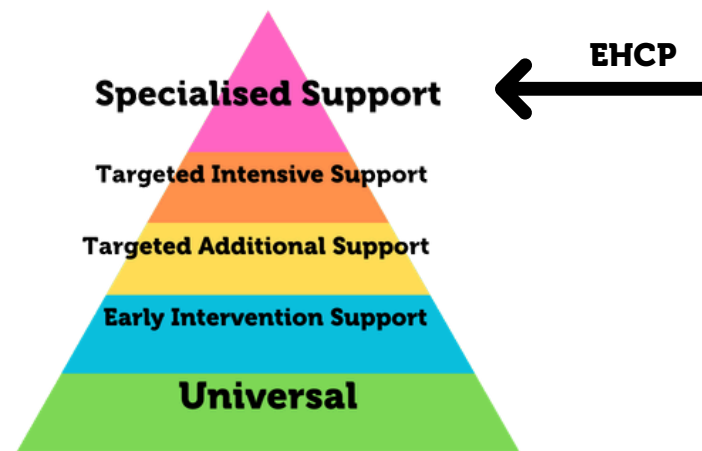 EHCP
Specialised Support
Targeted Intensive Support
Targeted Additional Support
Early Intervention Support
Universal